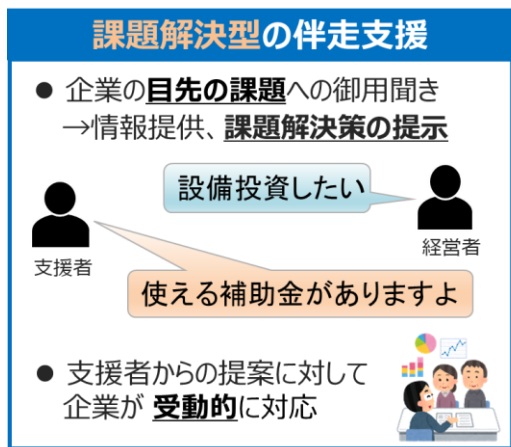 課題解決型の伴走支援
● 企業の目先の課題への御用聞き
→情報提供、課題解決策の提示
設備投資したい
支援者
経営者
使える補助金がありますよ
● 支援者からの提案に対して
企業が 受動的に対応